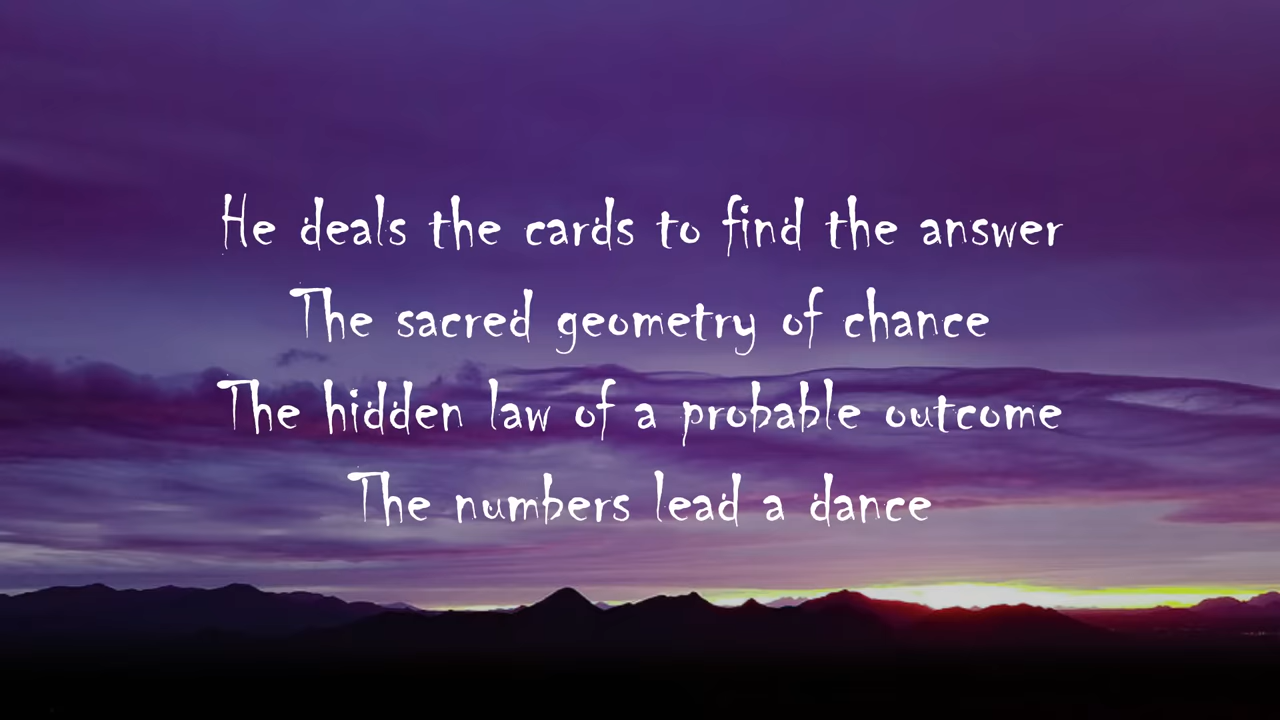 He deals the cards to find the answer
The sacred geometry of chance
The hidden law of a probable outcome
The numbers lead a dance